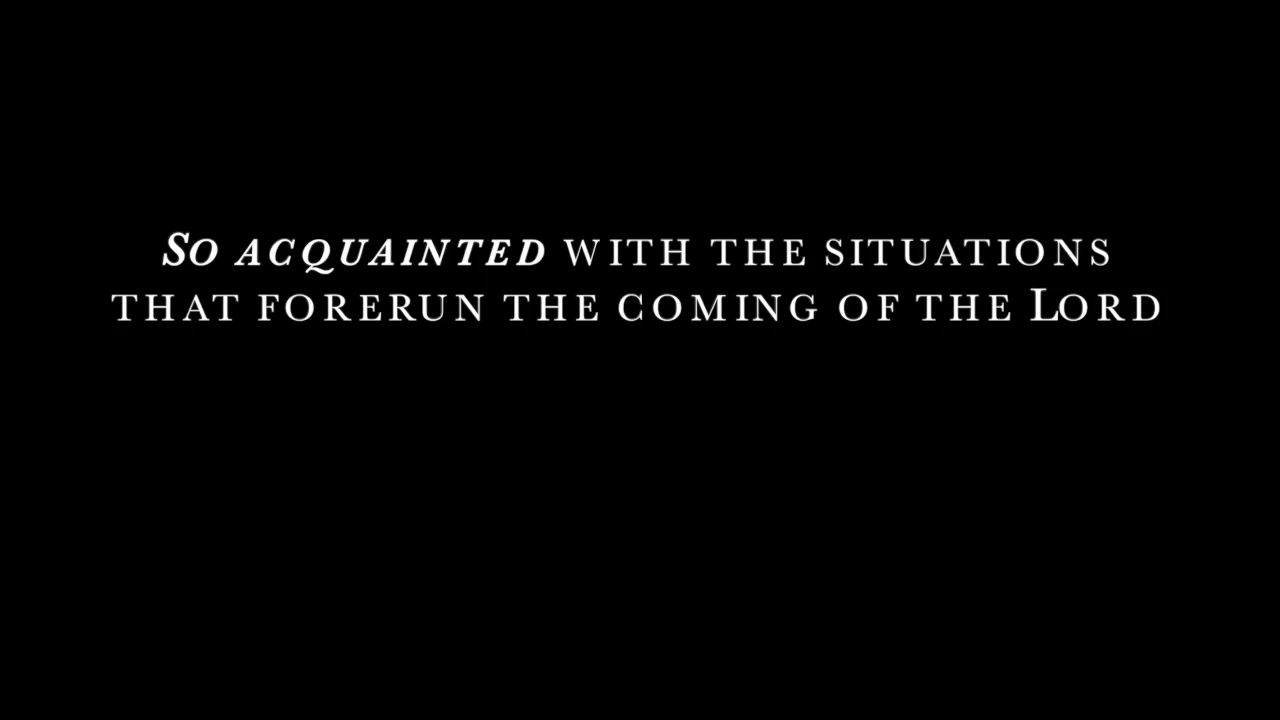 So acquainted with the situations
that forerun the coming of the Lord